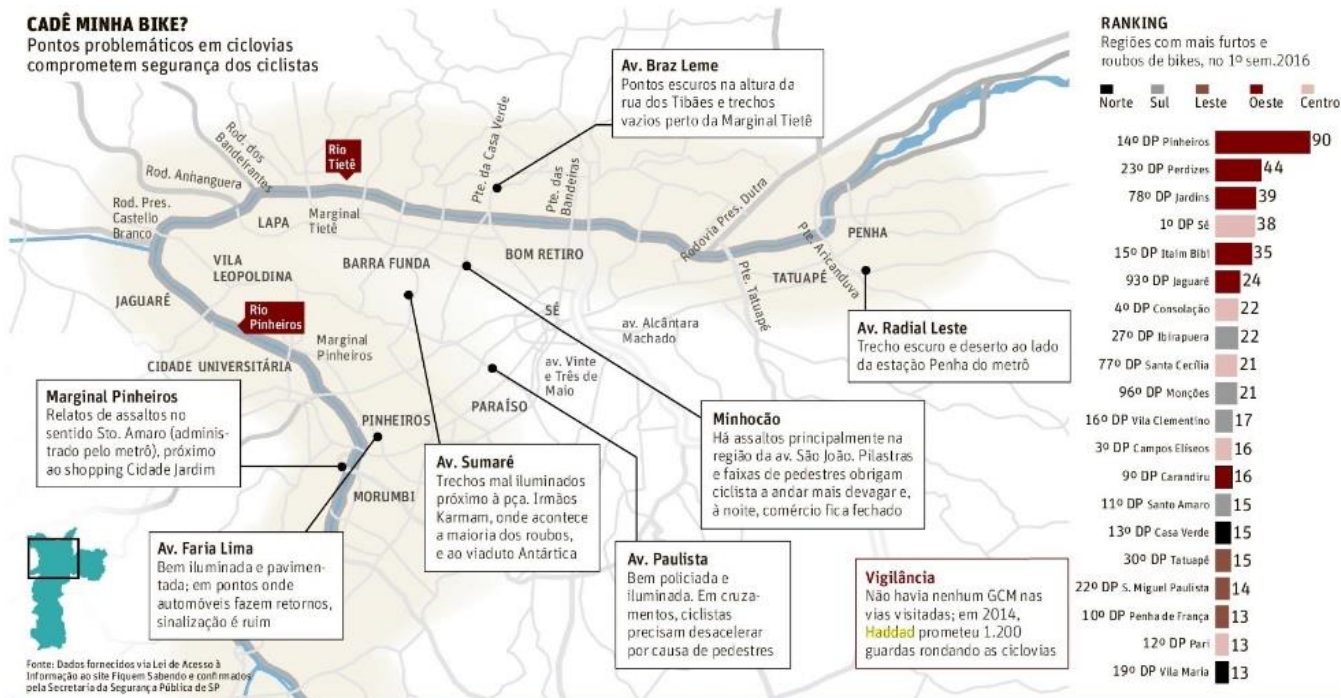 CADÊ MINHA BIKE?
Pontos problemáticos em ciclovias
comprometem segurança dos ciclistas
Av. Braz Leme
Pontos escuros na altura da
rua dos Tibães e trechos
vazios perto da Marginal Tietê
Rod. dos
Bandeirantes
Rio
Tietê
Pte. da Casa Verde
Pte. das
Bandeiras
Rod. Anhanguera
Rod. Pres.
Castello
Branco
LAPA
Marginal
Tietê
Rodovia Pres. Dutra
PENHA
VILA
LEOPOLDINA
BARRA FUNDA
BOM RETIRO
Pte. Tatuapé
TATUAPÉ
Pte. Aricanduva
JAGUARÉ
Rio
Pinheiros
SÉ
av. Alcântara
Machado
Marginal
Pinheiros
CIDADE UNIVERSITÁRIA
av. Vinte
e Três de
Maio
PARAÍSO
PINHEIROS
MORUMBI
Av. Radial Leste
Trecho escuro e deserto ao lado
da estação Penha do metrô
Marginal Pinheiros
Relatos de assaltos no
sentido Sto. Amaro (adminis-
trado pelo metrô), próximo
ao shopping Cidade Jardim
Av. Faria Lima
Bem iluminada e pavimen-
tada; em pontos onde
automóveis fazem retornos,
sinalização é ruim
Av. Sumaré
Trechos mal iluminados
próximo à pça. Irmãos
Karmam, onde acontece
a maioria dos roubos,
e ao viaduto Antártica
Av. Paulista
Bem policiada e
iluminada. Em cruza-
mentos, ciclistas
precisam desacelerar
por causa de pedestres
Minhocão
Há assaltos principalmente na
região da av. São João. Pilastras
e faixas de pedestres obrigam
ciclista a andar mais devagar e,
à noite, comércio fica fechado
Vigilância
Não havia nenhum GCM nas
vias visitadas; em 2014,
Haddad prometeu 1.200
guardas rondando as ciclovias
Fonte: Dados fornecidos via Lei de Acesso à
Informação ao site Fiquem Sabendo e confirmados
pela Secretaria da Segurança Pública de SP
RANKING
Regiões com mais furtos e
roubos de bikes, no 1º sem.2016
Norte Sul Leste Oeste Centro
14º DP Pinheiros 90
23º DP Perdizes 44
78º DP Jardins 39
1º DP Sé 38
15º DP Itaim Bibi 35
93º DP Jaguaré 24
4º DP Consolação 22
27º DP Ibirapuera 22
77º DP Santa Cecília 21
96º DP Monções 21
16º DP Vila Clementino 17
3º DP Campos Elíseos 16
9º DP Carandiru 16
11º DP Santo Amaro 15
13º DP Casa Verde 15
30º DP Tatuapé 15
22º DP S. Miguel Paulista 14
10º DP Penha de França 13
12º DP Pari 13
19º DP Vila Maria 13